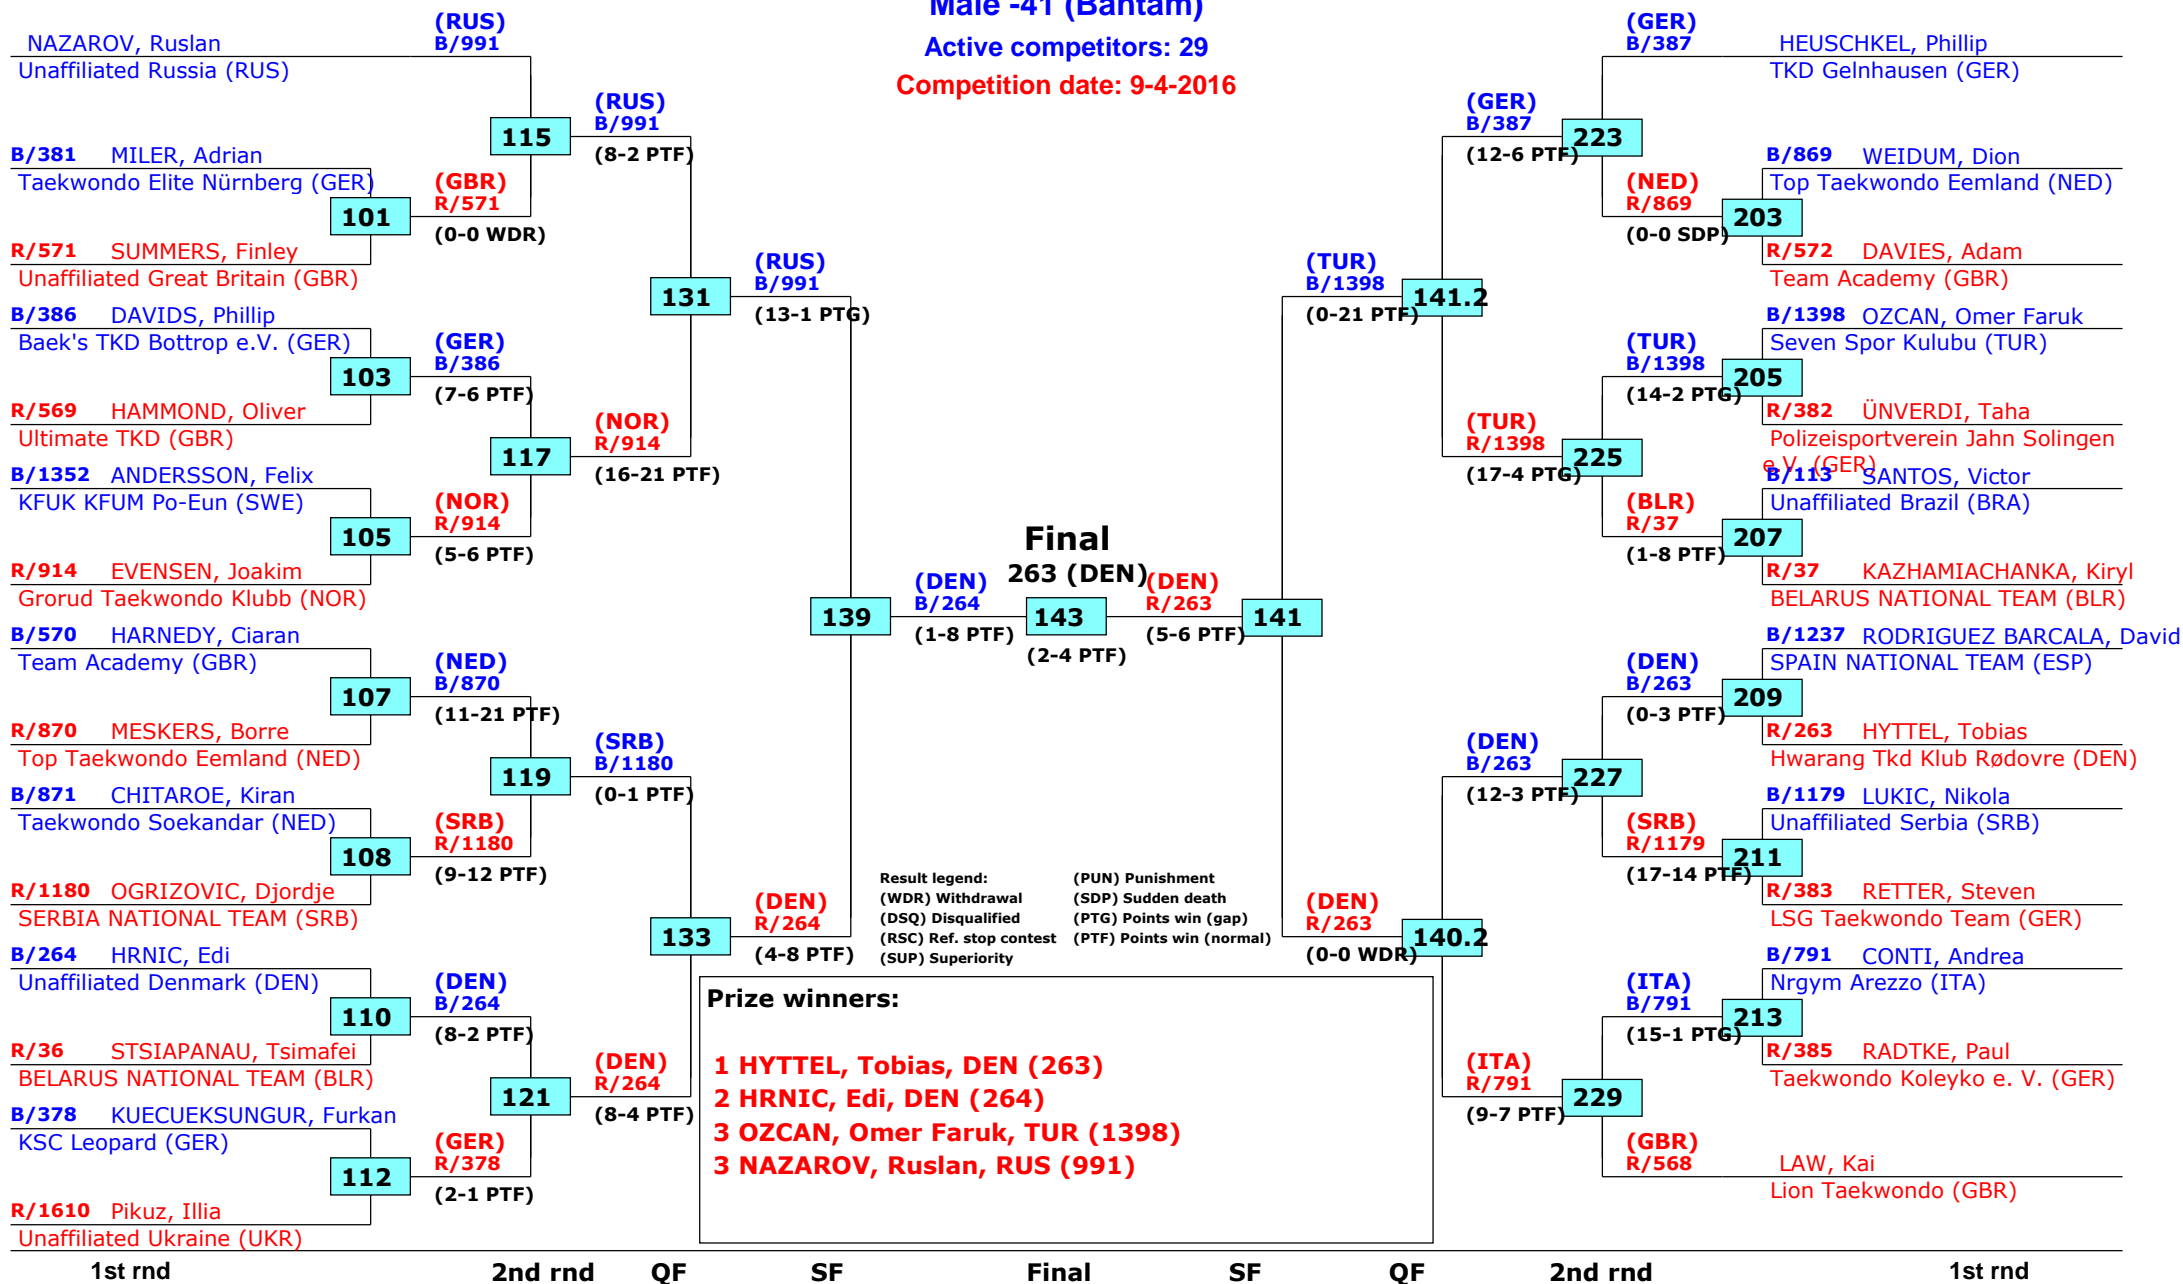 Male -41 (Bantam)
Active competitors: 29
Competition date: 9-4-2016
NAZAROV, Ruslan
Unaffiliated Russia (RUS)
B/381 MILER, Adrian
Taekwondo Elite Nürnberg (GER)
101
R/571 SUMMERS, Finley
Unaffiliated Great Britain (GBR)
B/386 DAVIDS, Phillip
Baek's TKD Bottrop e.V. (GER)
103
R/569 HAMMOND, Oliver
Ultimate TKD (GBR)
B/1352 ANDERSSON, Felix
KFUK KFUM Po-Eun (SWE)
105
R/914 EVENSEN, Joakim
Grorud Taekwondo Klubb (NOR)
B/570 HARNEDY, Ciaran
Team Academy (GBR)
107
R/870 MESKERS, Borre
Top Taekwondo Eemland (NED)
B/871 CHITAROE, Kiran
Taekwondo Soekandar (NED)
108
R/1180 OGRIZOVIC, Djordje
SERBIA NATIONAL TEAM (SRB)
B/264 HRNIC, Edi
Unaffiliated Denmark (DEN)
110
R/36 STSIAPANAU, Tsimafei
BELARUS NATIONAL TEAM (BLR)
B/378 KUECUEKSUNGUR, Furkan
KSC Leopard (GER)
112
R/1610 Pikuz, Illia
Unaffiliated Ukraine (UKR)
(RUS)
B/991
115
(GBR)
R/571
(0-0 WDR)
(GER)
B/386
(7-6 PTF)
117
(NOR)
R/914
(5-6 PTF)
(NED)
B/870
(11-21 PTF)
119
(SRB)
R/1180
(9-12 PTF)
(DEN)
B/264
(8-2 PTF)
121
(GER)
R/378
(2-1 PTF)
(RUS)
B/991
(8-2 PTF)
131
(NOR)
R/914
(16-21 PTF)
(SRB)
B/1180
(0-1 PTF)
133
(DEN)
R/264
(8-4 PTF)
(RUS)
B/991
(13-1 PTG)
139
(DEN)
R/264
(4-8 PTF)
(DEN)
B/264
(1-8 PTF)
Final
263 (DEN)
143
(2-4 PTF)
(DEN)
R/263
(5-6 PTF)
141
(TUR)
B/1398
(0-21 PTF)
(DEN)
R/263
(0-0 WDR)
(GER)
B/387
(12-6 PTF)
141.2
(TUR)
R/1398
(17-4 PTG)
(DEN)
B/263
(12-3 PTF)
140.2
(ITA)
R/791
(9-7 PTF)
(GER)
B/387
223
(NED)
R/869
(0-0 SDP)
(TUR)
B/1398
(14-2 PTG)
225
(BLR)
R/37
(1-8 PTF)
(DEN)
B/263
(0-3 PTF)
227
(SRB)
R/1179
(17-14 PTF)
(ITA)
B/791
(15-1 PTG)
229
(GBR)
R/568
HEUSCHKEL, Phillip
TKD Gelnhausen (GER)
B/869 WEIDUM, Dion
Top Taekwondo Eemland (NED)
203
R/572 DAVIES, Adam
Team Academy (GBR)
B/1398 OZCAN, Omer Faruk
Seven Spor Kulubu (TUR)
205
R/382 ÜNVERDI, Taha
Polizeisportverein Jahn Solingen
e.V. (GER)
B/113 SANTOS, Victor
Unaffiliated Brazil (BRA)
207
R/37 KAZHAMIACHANKA, Kiryl
BELARUS NATIONAL TEAM (BLR)
B/1237 RODRIGUEZ BARCALA, David
SPAIN NATIONAL TEAM (ESP)
209
R/263 HYTTEL, Tobias
Hwarang Tkd Klub Rødovre (DEN)
B/1179 LUKIC, Nikola
Unaffiliated Serbia (SRB)
211
R/383 RETTER, Steven
LSG Taekwondo Team (GER)
B/791 CONTI, Andrea
Nrgym Arezzo (ITA)
213
R/385 RADTKE, Paul
Taekwondo Koleyko e. V. (GER)
LAW, Kai
Lion Taekwondo (GBR)
Result legend: (PUN) Punishment
(WDR) Withdrawal (SDP) Sudden death
(DSQ) Disqualified (PTG) Points win (gap)
(RSC) Ref. stop contest (PTF) Points win (normal)
(SUP) Superiority
Prize winners:
1 HYTTEL, Tobias, DEN (263)
2 HRNIC, Edi, DEN (264)
3 OZCAN, Omer Faruk, TUR (1398)
3 NAZAROV, Ruslan, RUS (991)
1st rnd 2nd rnd QF SF Final SF QF 2nd rnd 1st rnd